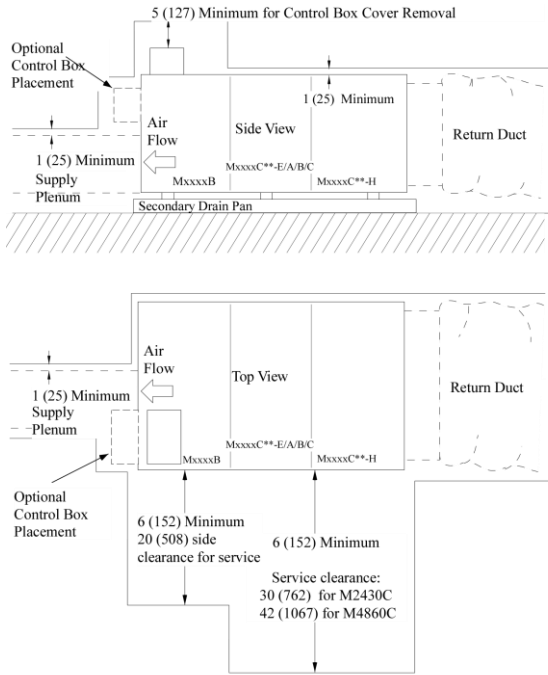 5 (127) Minimum for Control Box Cover Removal
Optional
Control Box
Placement
1 (25) Minimum
Air
Flow
Side View
Return Duct
1 (25) Minimum
Supply
Plenum
MxxxxC**-E/A/B/C
MxxxxB
MxxxxC**-H
Secondary Drain Pan
Air
Flow
Top View
Return Duct
1 (25) Minimum
Supply
Plenum
MxxxxC**-E/A/B/C
MxxxxB
MxxxxC**-H
Optional
Control Box
Placement
6 (152) Minimum
20 (508) side
clearance for service
6 (152) Minimum
Service clearance:
30 (762) for M2430C
42 (1067) for M4860C